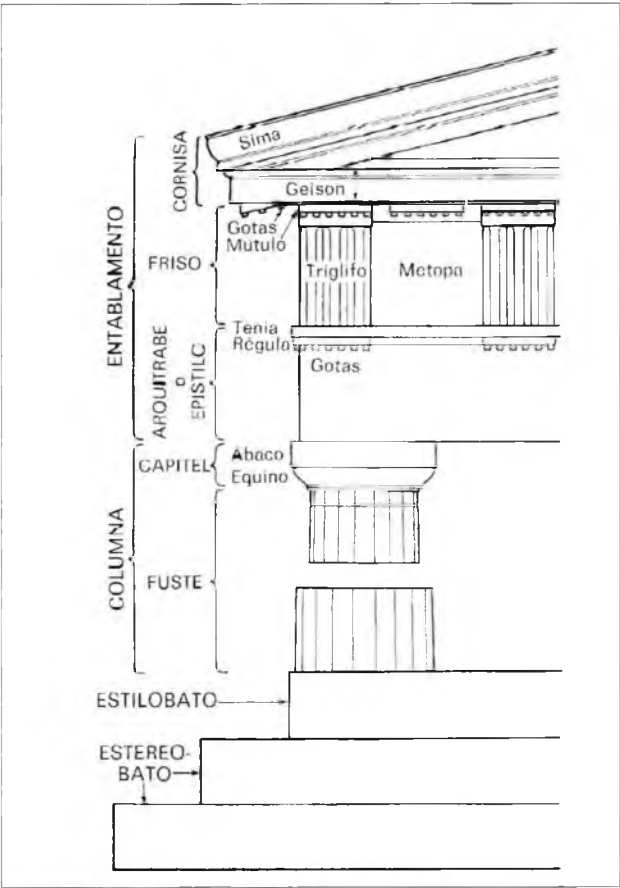 Sima
CORNISA
Geison
Gotas
Mutulo
ENTABLAMENTO
FRISO
Triglifo
Metopa
Tenia
Régula
Gotas
ARQUITRABE
O
EPISTILC
CAPITEL
Abaco
Equino
COLUMNA
FUSTE
ESTILOBATO
ESTEREO-
BATO